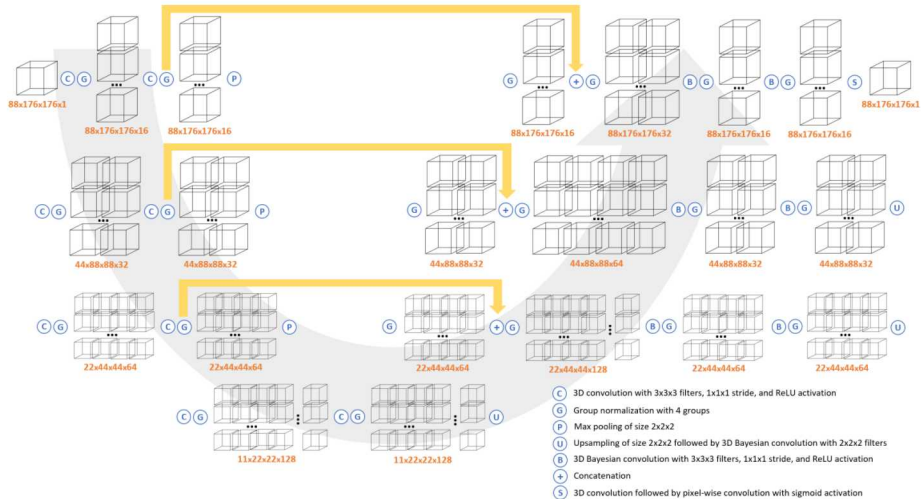 C G C G P G + G B G B G S
88x176x176x1
88x176x176x16 88x176x176x16 88x176x176x16 88x176x176x32 88x176x176x16 88x176x176x16 88x176x176x1
C G C G P G + G B G B G U
44x88x88x32 44x88x88x32 44x88x88x32 44x88x88x64 44x88x88x32 44x88x88x32
C G C G P G + G B G B G U
22x44x44x64 22x44x44x64 22x44x44x64 22x44x44x128 22x44x44x64 22x44x44x64
C G C G U
11x22x22x128 11x22x22x128
C 3D convolution with 3x3x3 filters, 1x1x1 stride, and ReLU activation
G Group normalization with 4 groups
P Max pooling of size 2x2x2
U Upsampling of size 2x2x2 followed by 3D Bayesian convolution with 2x2x2 filters
B 3D Bayesian convolution with 3x3x3 filters, 1x1x1 stride, and ReLU activation
+ Concatenation
S 3D convolution followed by pixel-wise convolution with sigmoid activation